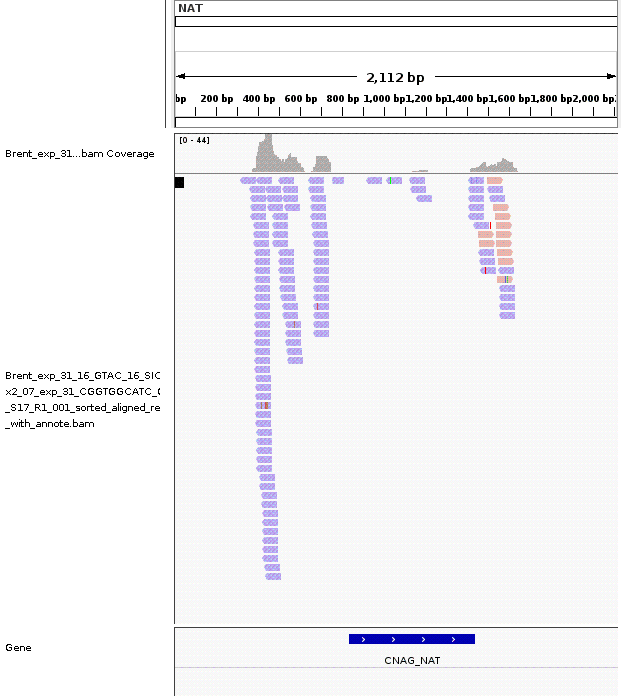 NAT
2,112 bp
bp 200 bp 400 bp 600 bp 800 bp 1,000 bp 1,200 bp 1,400 bp 1,600 bp 1,800 bp 2,000 bp
[0 - 44]
Brent_exp_31...bam Coverage
Brent_exp_31_16_GTAC_16_SIC
x2_07_exp_31_CGGTGGCATC_
_S17_R1_001_sorted_aligned_re
_with_annote.bam
Gene
CNAG_NAT